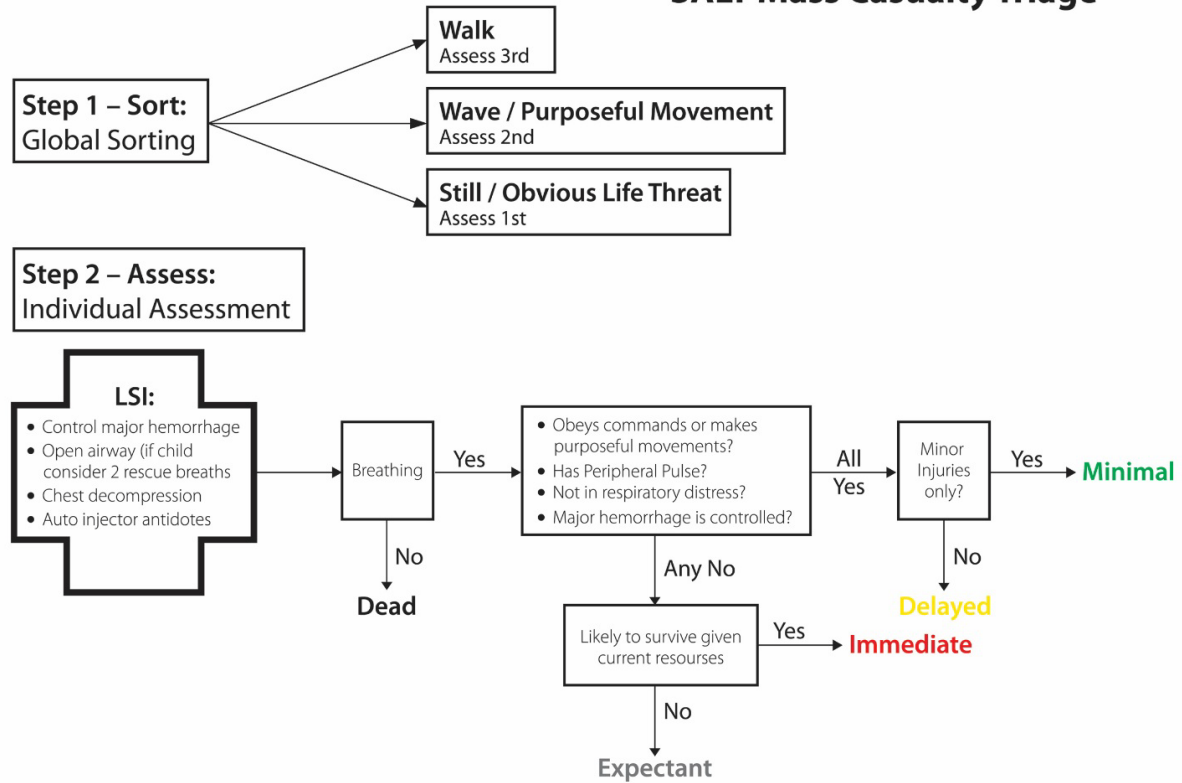 SALT Mass Casualty Triage
Walk
Assess 3rd
Step 1 – Sort:
Global Sorting
Wave / Purposeful Movement
Assess 2nd
Still / Obvious Life Threat
Assess 1st
Step 2 – Assess:
Individual Assessment
LSI:
• Control major hemorrhage
• Open airway (if child
consider 2 rescue breaths
• Chest decompression
• Auto injector antidotes
Breathing
Yes
No
Dead
• Obeys commands or makes
purposeful movements?
• Has Peripheral Pulse?
• Not in respiratory distress?
• Major hemorrhage is controlled?
All
Yes
Minor
Injuries
only?
Yes
Minimal
No
Delayed
Any No
Likely to survive given
current resourses
Yes
Immediate
No
Expectant